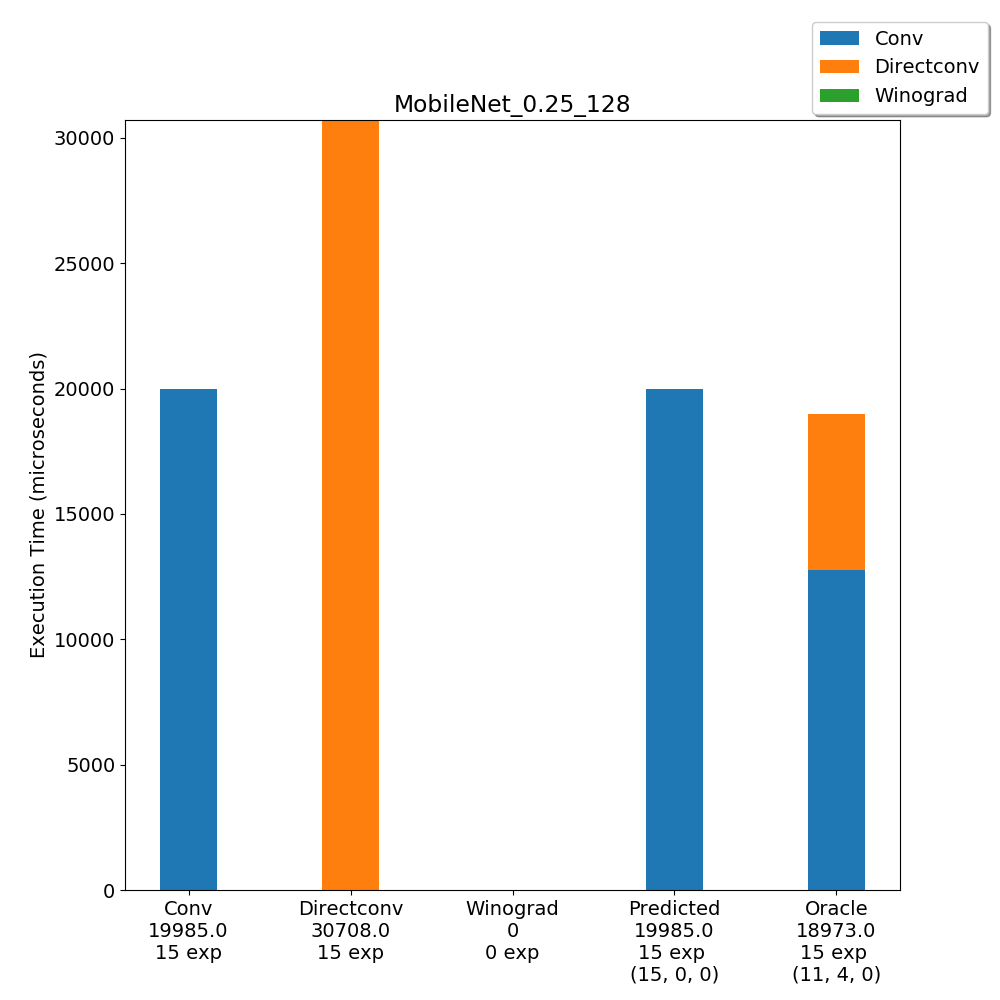 Conv
Directconv
Winograd
MobileNet_0.25_128
30000
25000
20000
15000
10000
5000
0
Execution Time (microseconds)
Conv
19985.0
15 exp
Directconv
30708.0
15 exp
Winograd
0
0 exp
Predicted
19985.0
15 exp
(15, 0, 0)
Oracle
18973.0
15 exp
(11, 4, 0)